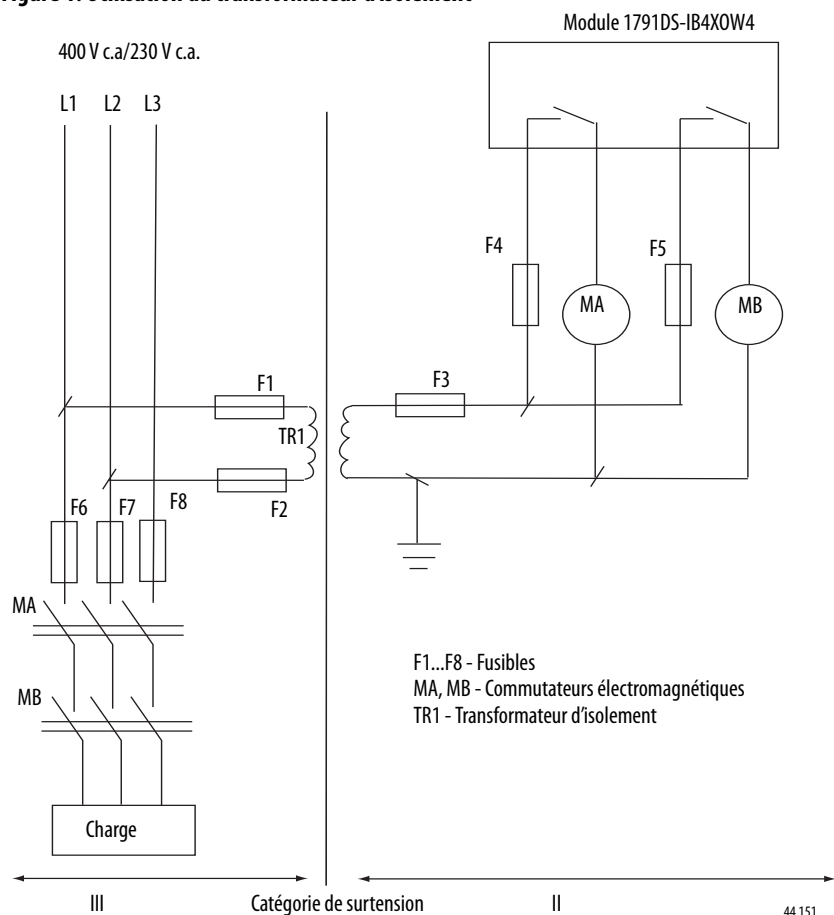 Module 1791DS-IB4XOW4
400 V c.a/230 V c.a.
L1 L2 L3
F4
F5
MA
MB
F1
F3
TR1
F2
F6 F7 F8
MA
MB
F1...F8 - Fusibles
MA, MB - Commutateurs électromagnétiques
TR1 - Transformateur d’isolement
Charge
III Catégorie de surtension II
44 151